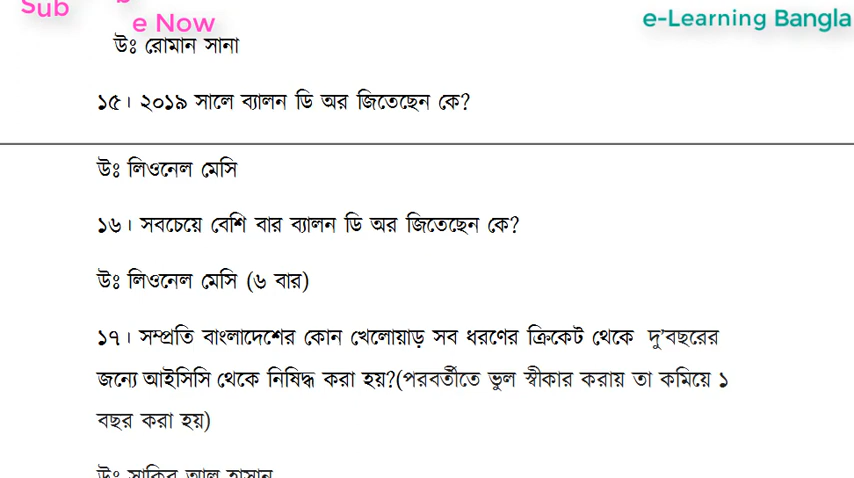 Sub
e Now
e-Learning Bangla
উঃ রোমান সানা
১৫। ২০১৯ সালে ব্যালন ডি অর জিতেছেন কে?
উঃ লিওনেল মেসি
১৬। সবচেয়ে বেশি বার ব্যালন ডি অর জিতেছেন কে?
উঃ লিওনেল মেসি (৬ বার)
১৭। সম্প্রতি বাংলাদেশের কোন খেলোয়াড় সব ধরণের ক্রিকেট থেকে দু'বছরের
জন্যে আইসিসি থেকে নিষিদ্ধ করা হয়?(পরবর্তীতে ভুল স্বীকার করায় তা কমিয়ে ১
বছর করা হয়)
উঃ সাকিব আল হাসান